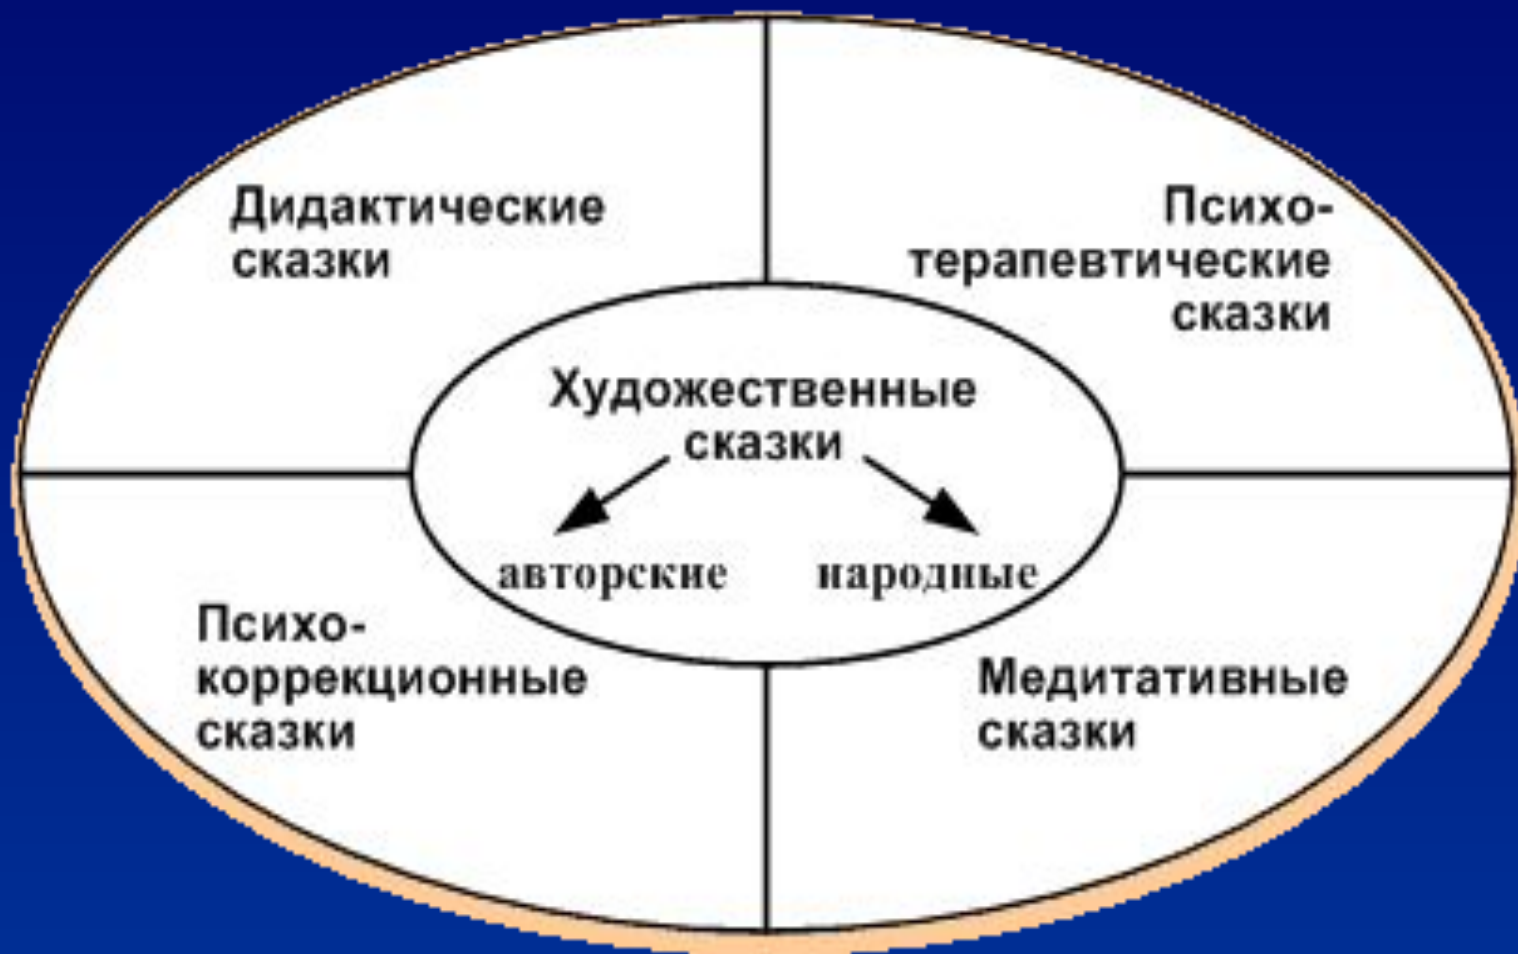 Дидактические
сказки
Психо-
терапевтические
сказки
Художественные
сказки
авторские народные
Психо-
коррекционные
сказки
Медитативные
сказки